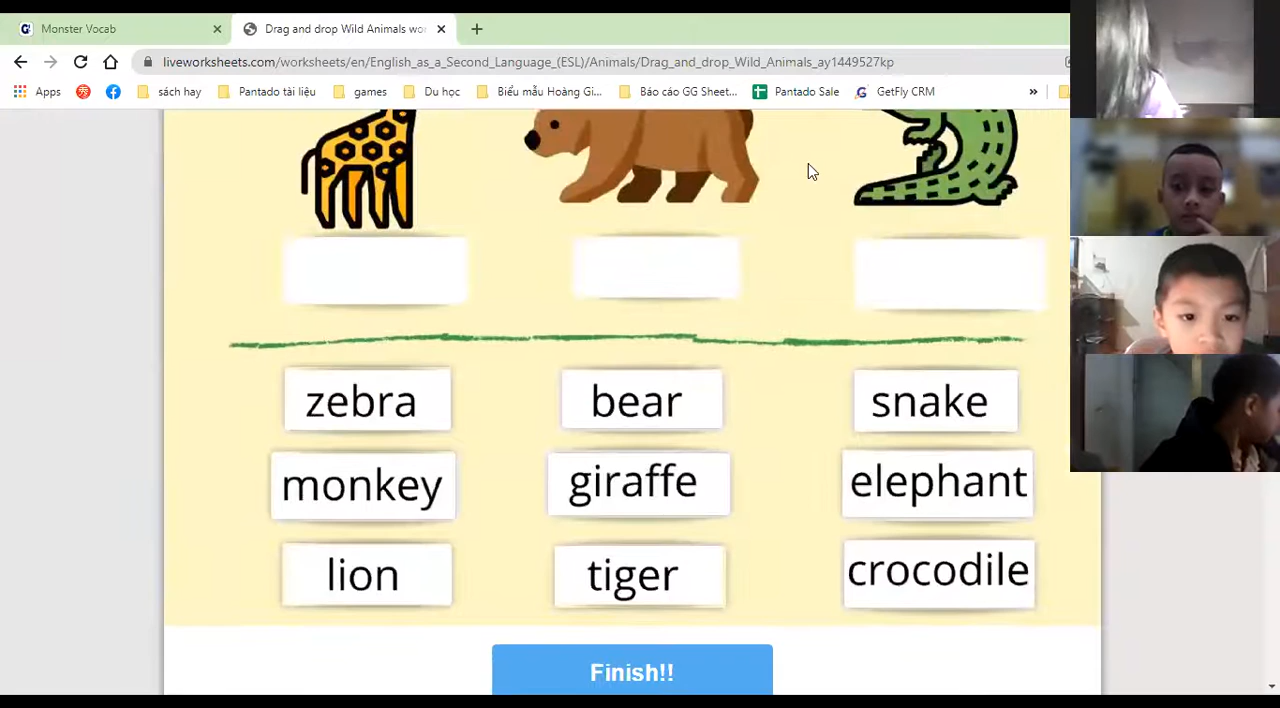 Monster Vocab
Drag and drop Wild Animals wo
liveworksheets.com/worksheets/en/English_as_a_Second_Language_(ESL)/Animals/Drag_and_drop_Wild_Animals_ay1449527kp
Apps sách hay Pantado tài liệu games Du học Biểu mẫu Hoàng Gi... Báo cáo GG Sheet... Pantado Sale GetFly CRM »
zebra bear snake
monkey giraffe elephant
lion tiger crocodile
Finish!!